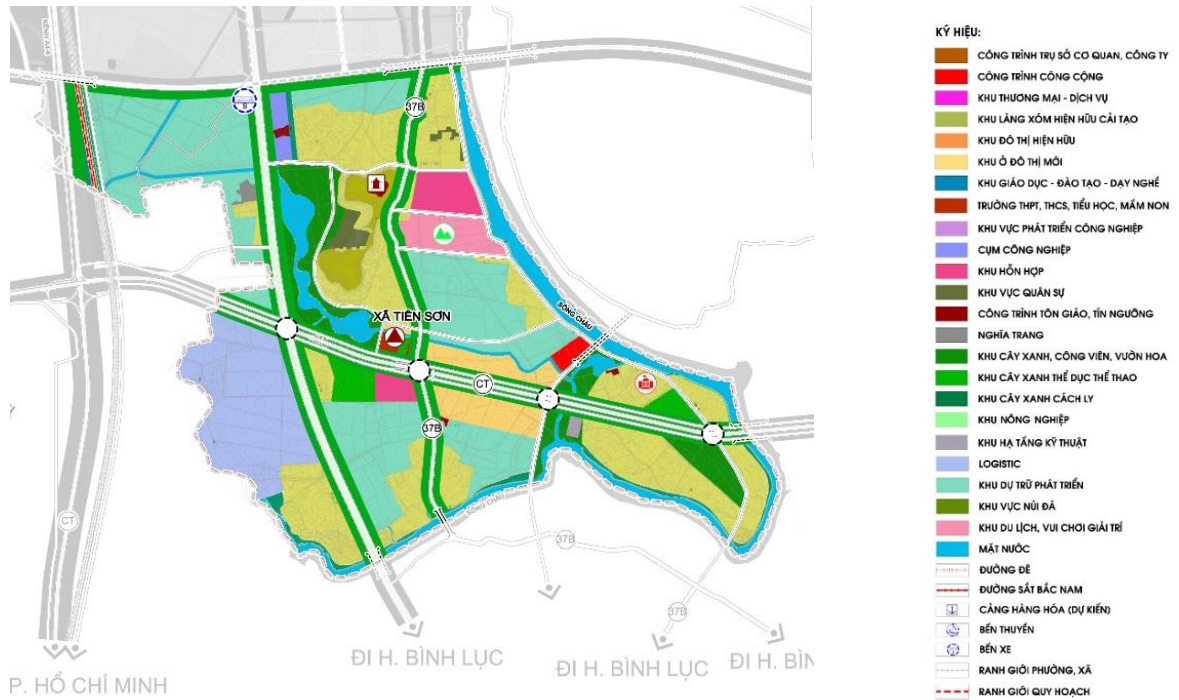 37B
XÃ TIÊN SƠN
SÔNG CHÂU
CT
37B
SÔNG CHÂU
CT
37B
37B
ĐI H. BÌNH LỤC
ĐI H. BÌNH LỤC
ĐI H. BÌN
P. HỒ CHÍ MINH
KÝ HIỆU:
CÔNG TRÌNH TRỤ SỞ CƠ QUAN, CÔNG TY
CÔNG TRÌNH CÔNG CỘNG
KHU THƯƠNG MẠI - DỊCH VỤ
KHU LÀNG XÓM HIỆN HỮU CẢI TẠO
KHU ĐÔ THỊ HIỆN HỮU
KHU Ở ĐÔ THỊ MỚI
KHU GIÁO DỤC - ĐÀO TẠO - DẠY NGHỀ
TRƯỜNG THPT, THCS, TIỂU HỌC, MẦM NON
KHU VỰC PHÁT TRIỂN CÔNG NGHIỆP
CỤM CÔNG NGHIỆP
KHU HỖN HỢP
KHU VỰC QUÂN SỰ
CÔNG TRÌNH TÔN GIÁO, TÍN NGƯỠNG
NGHĨA TRANG
KHU CÂY XANH, CÔNG VIÊN, VƯỜN HOA
KHU CÂY XANH THỂ DỤC THỂ THAO
KHU CÂY XANH CÁCH LY
KHU NÔNG NGHIỆP
KHU HẠ TẦNG KỸ THUẬT
LOGISTIC
KHU DỰ TRỮ PHÁT TRIỂN
KHU VỰC NÚI ĐÁ
KHU DU LỊCH, VUI CHƠI GIẢI TRÍ
MẶT NƯỚC
ĐƯỜNG ĐÊ
ĐƯỜNG SẮT BẮC NAM
CẢNG HÀNG HÓA (DỰ KIẾN)
BẾN THUYỀN
BẾN XE
RANH GIỚI PHƯỜNG, XÃ
RANH GIỚI QUY HOẠCH